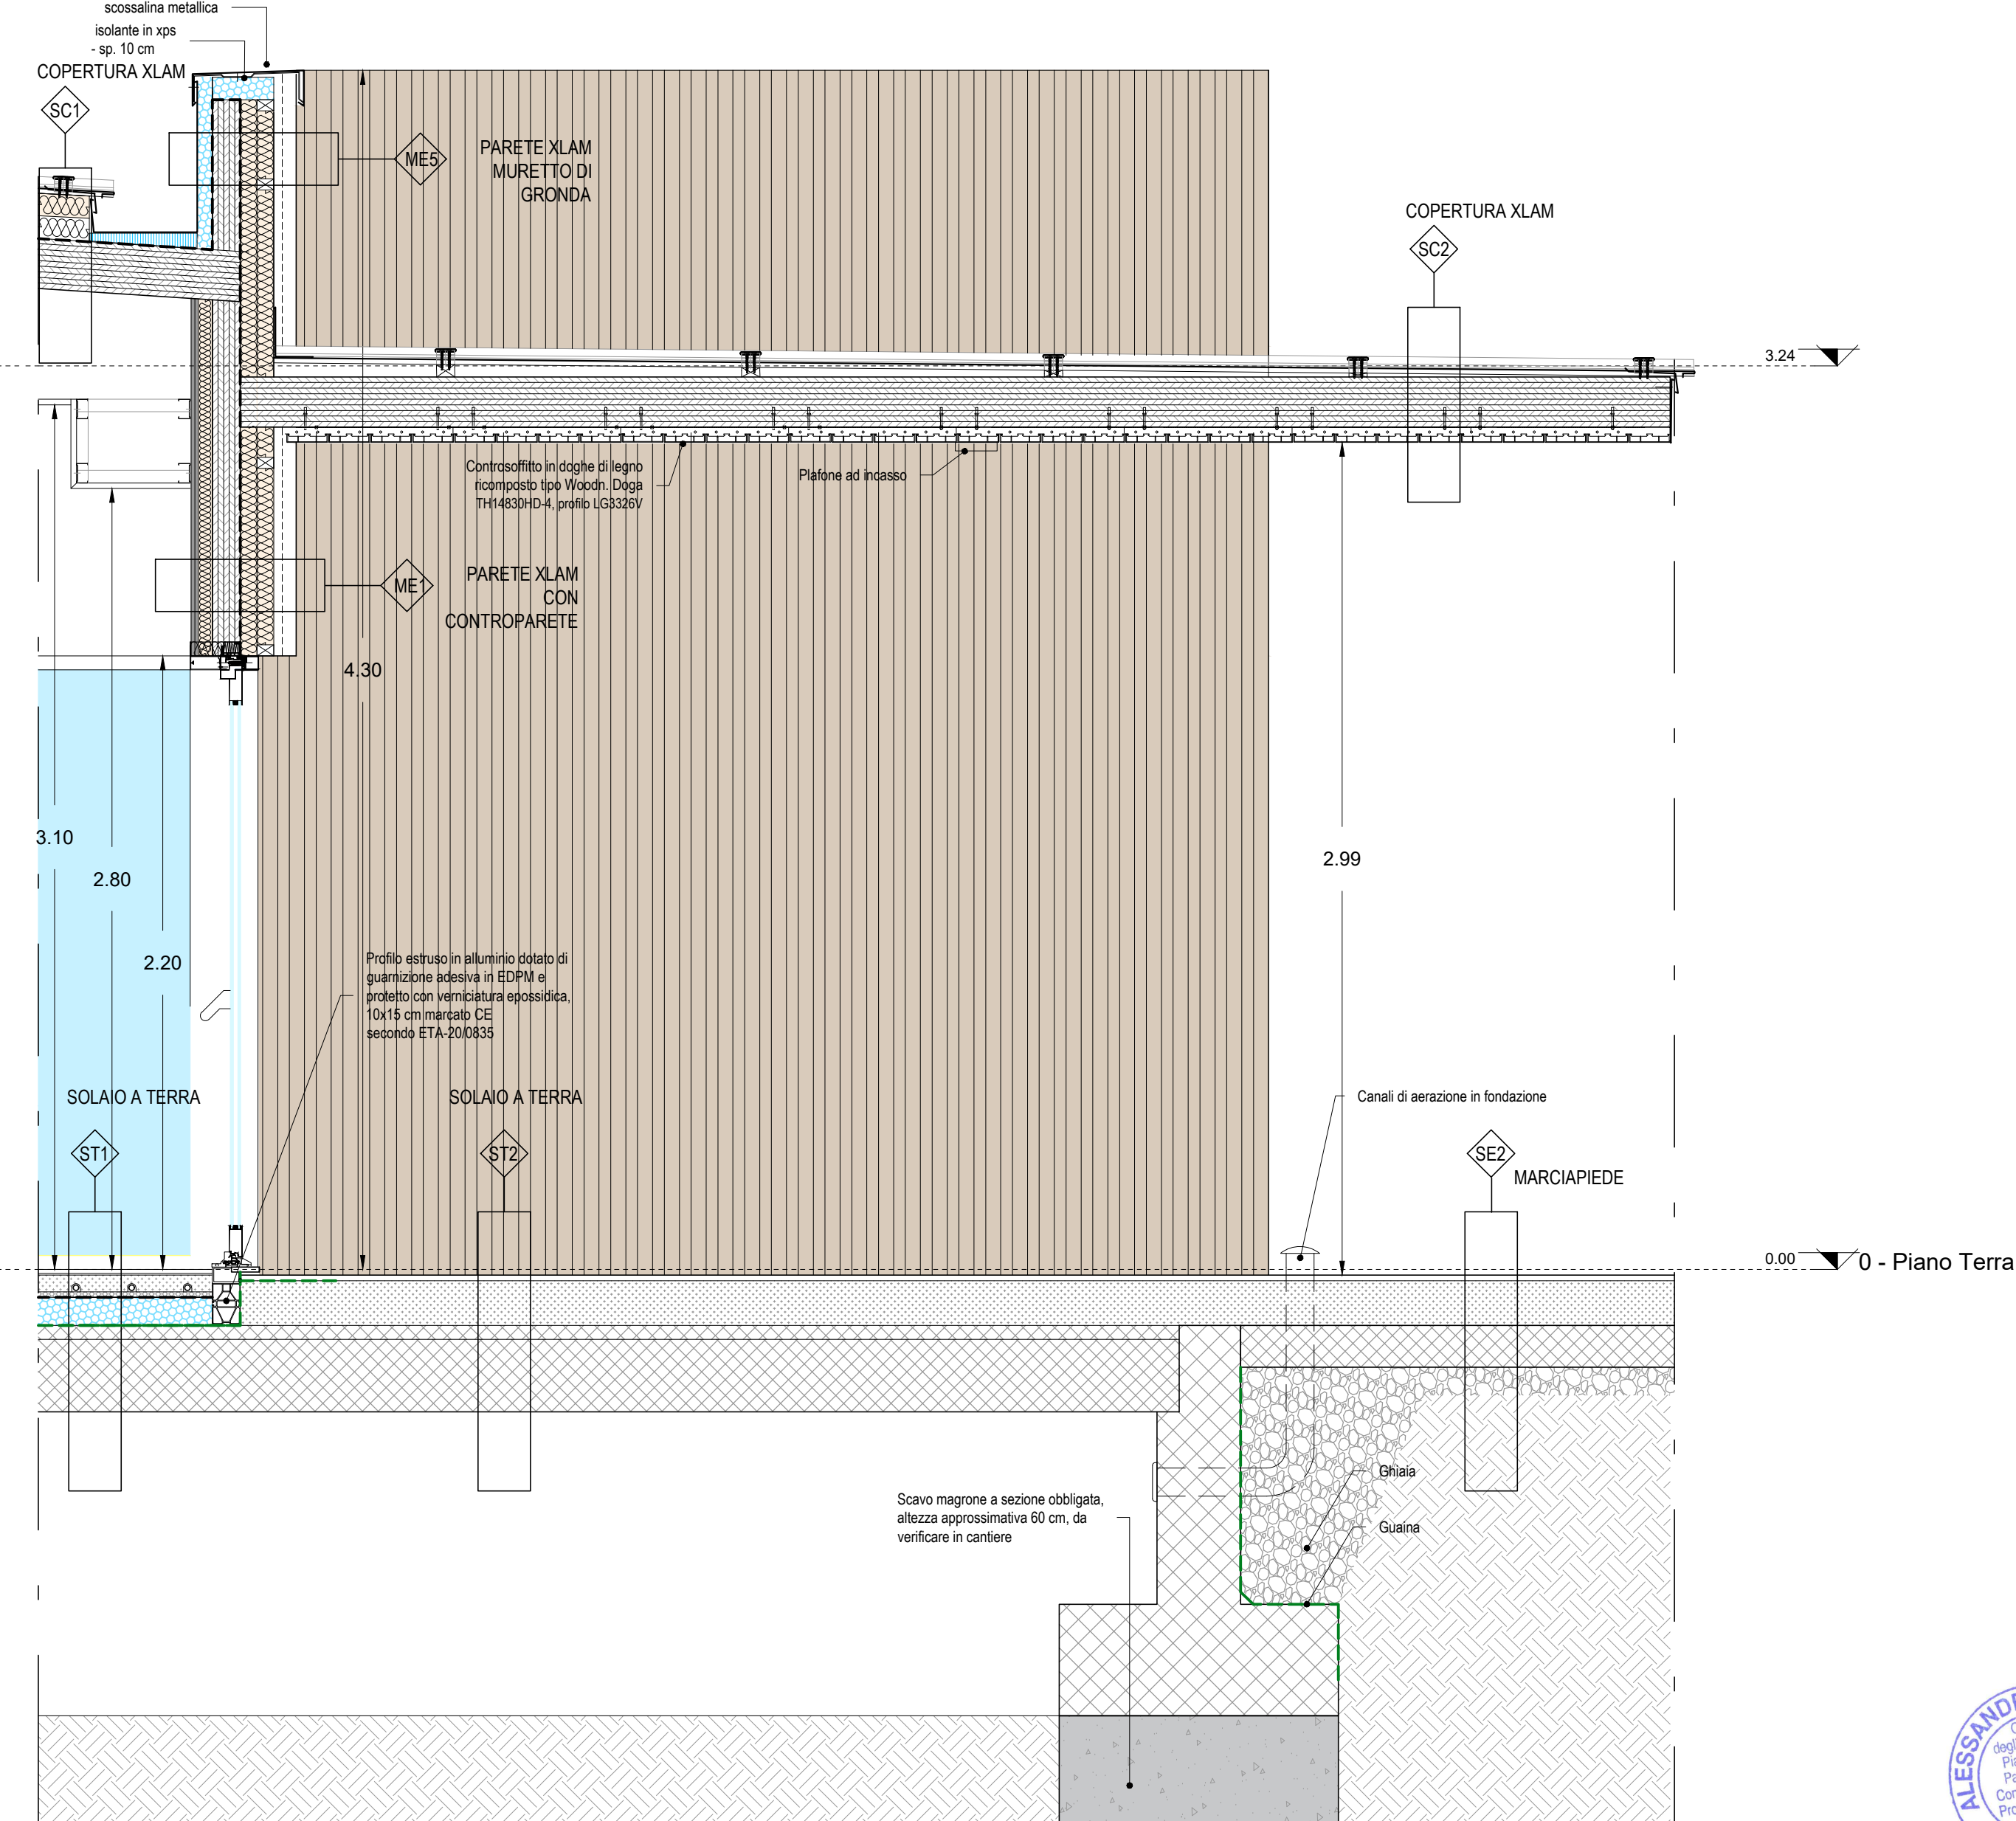 scossalina metallica
isolante in xps
- sp. 10 cm
COPERTURA XLAM
SC1
ME5
PARETE XLAM
MURETTO DI
GRONDA
COPERTURA XLAM
SC2
3.24
Controsoffitto in doghe di legno
ricomposto tipo Woodn. Doga
TH14830HD-4, profilo LG3326V
Plafone ad incasso
ME1
PARETE XLAM
CON
CONTROPARETE
4.30
3.10
2.80
2.99
2.20
Profilo estruso in alluminio dotato di
guarnizione adesiva in EDPM e
protetto con verniciatura epossidica,
10x15 cm marcato CE
secondo ETA-20/0835
SOLAIO A TERRA
ST1
SOLAIO A TERRA
ST2
Canali di aerazione in fondazione
SE2
MARCIAPIEDE
0.00
0 - Piano Terra
Ghiaia
Scavo magrone a sezione obbligata,
altezza approssimativa 60 cm, da
verificare in cantiere
Guaina